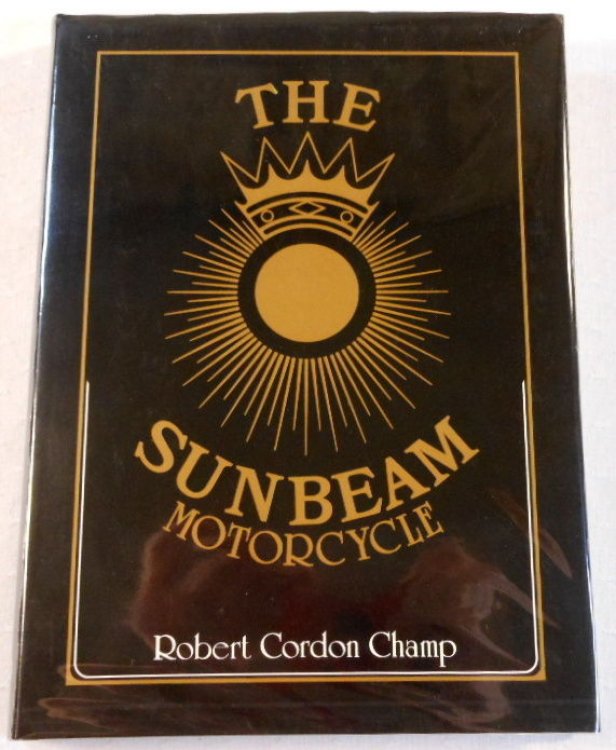 THE
SUNBEAM
MOTORCYCLE
Robert Cordon Champ